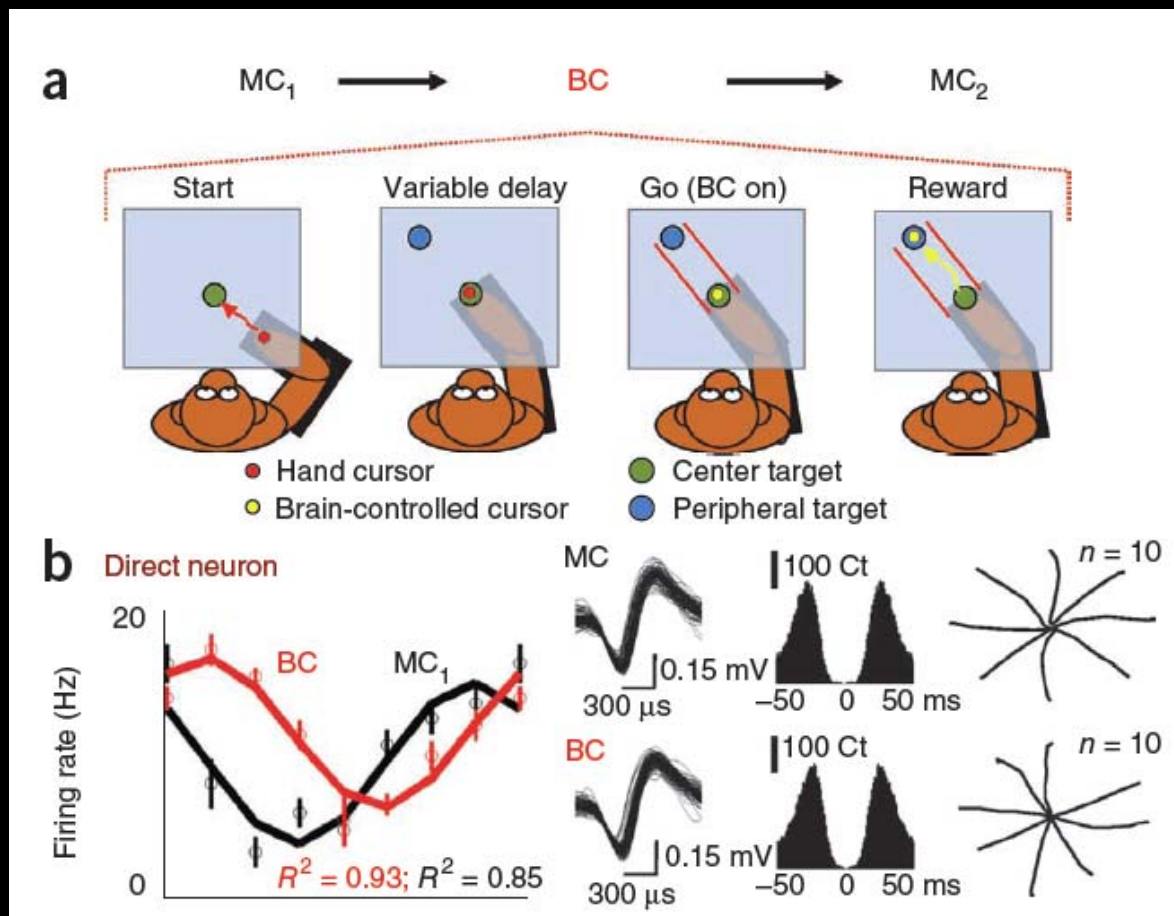 a
MC₁ BC MC₂
Start Variable delay Go (BC on) Reward
Hand cursor Center target
Brain-controlled cursor Peripheral target
b
Direct neuron
20
BC MC₁
Firing rate (Hz)
0
R² = 0.93; R² = 0.85
MC 100 Ct n = 10
0.15 mV
300 µs –50 0 50 ms
BC 100 Ct n = 10
0.15 mV
300 µs –50 0 50 ms